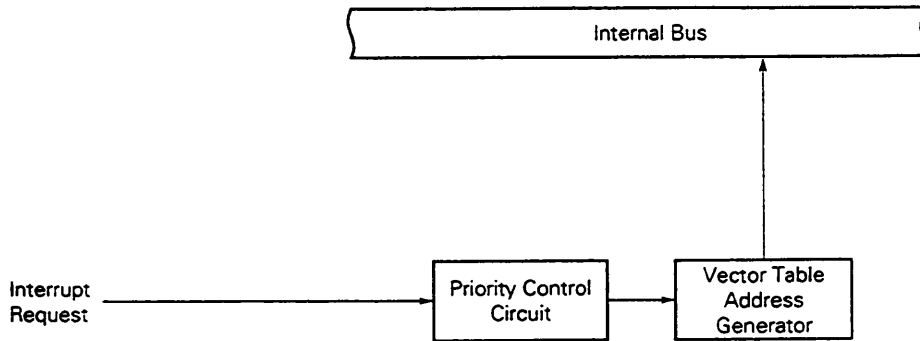 Internal Bus
Interrupt
Request
Priority Control
Circuit
Vector Table
Address
Generator